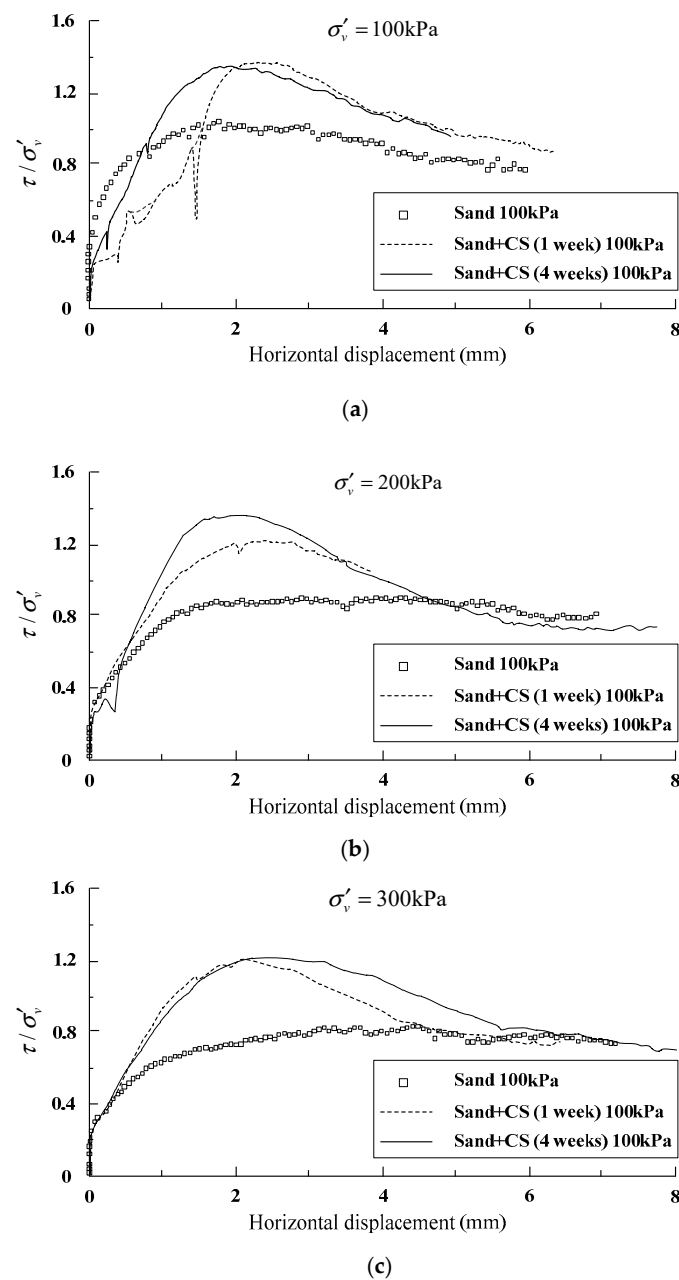 σ′v = 100kPa
1.6
1.2
0.8
0.4
0
τ / σ′v
Sand 100kPa
Sand+CS (1 week) 100kPa
Sand+CS (4 weeks) 100kPa
0 2 4 6 8
Horizontal displacement (mm)
(a)
σ′v = 200kPa
1.6
1.2
0.8
0.4
0
τ / σ′v
Sand 100kPa
Sand+CS (1 week) 100kPa
Sand+CS (4 weeks) 100kPa
0 2 4 6 8
Horizontal displacement (mm)
(b)
σ′v = 300kPa
1.6
1.2
0.8
0.4
0
τ / σ′v
Sand 100kPa
Sand+CS (1 week) 100kPa
Sand+CS (4 weeks) 100kPa
0 2 4 6 8
Horizontal displacement (mm)
(c)